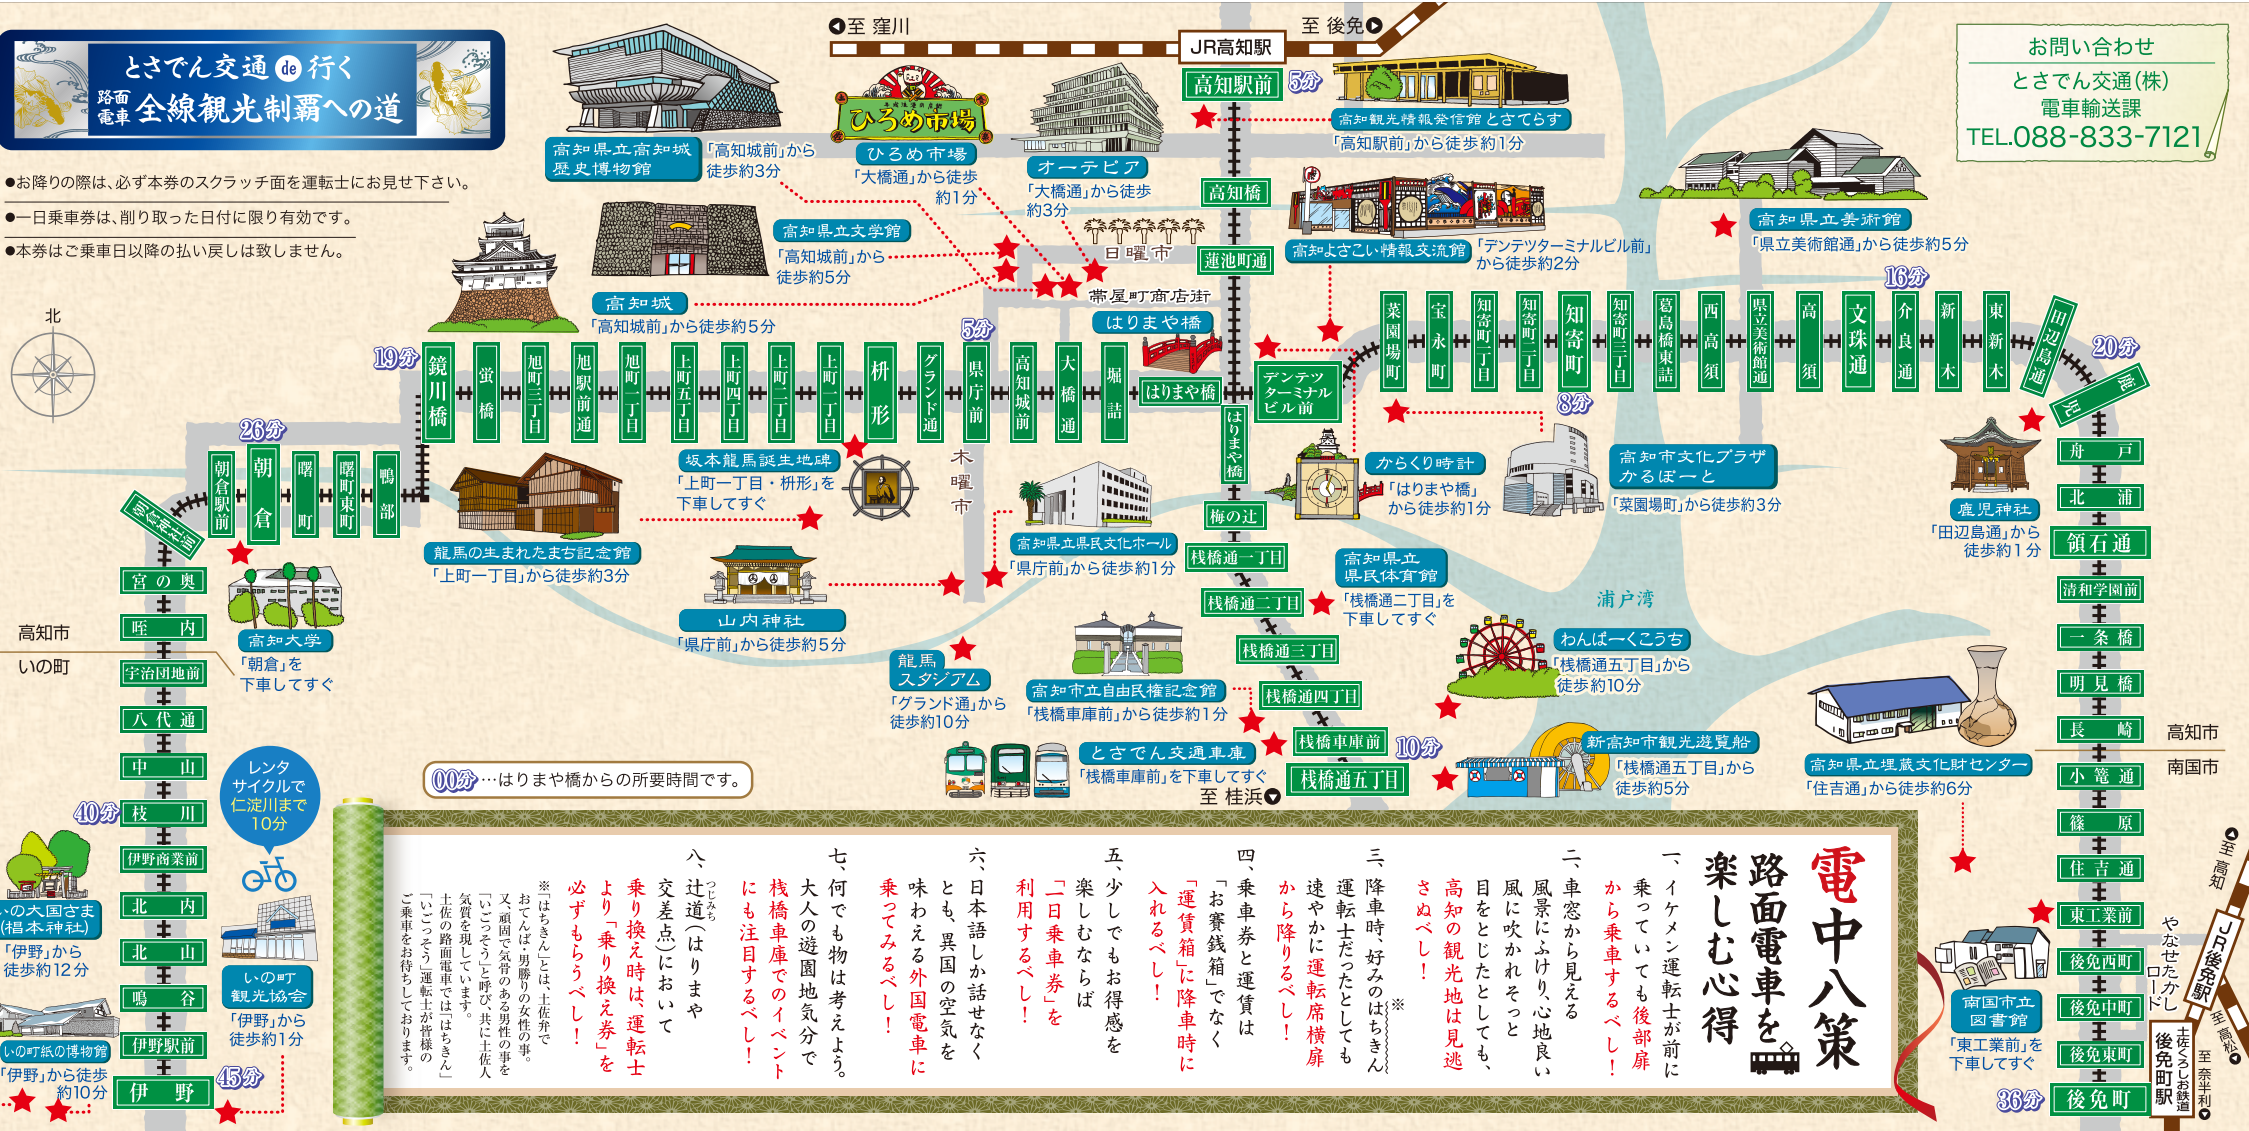 とさでん交通 de 行く
路面電車 全線観光制覇への道
●お降りの際は、必ず本券のスクラッチ面を運転士にお見せ下さい。
●一日乗車券は、削り取った日付に限り有効です。
●本券はご乗車日以降の払い戻しは致しません。
北
至 窪川
JR高知駅
至 後免
お問い合わせ
とさでん交通(株)
電車輸送課
TEL.088-833-7121
高知県立高知城
歴史博物館
「高知城前」から
徒歩約3分
ひろめ市場
ひろめ市場
「大橋通」から徒歩
約1分
オーテピア
「大橋通」から徒歩
約3分
高知駅前
5分
高知観光情報発信館 とさてらす
「高知駅前」から徒歩約1分
高知橋
蓮池町通
日曜市
帯屋町商店街
はりまや橋
高知よさこい情報交流館
「デンテツターミナルビル前」
から徒歩約2分
高知県立美術館
「県立美術館通」から徒歩約5分
高知県立文学館
「高知城前」から
徒歩約5分
高知城
「高知城前」から徒歩約5分
19分
鏡川橋
蛍橋
旭町三丁目
旭駅前通
旭町一丁目
上町五丁目
上町四丁目
上町二丁目
上町一丁目
枡形
グランド通
5分
県庁前
高知城前
大橋通
堀詰
はりまや橋
はりまや橋
デンテツ
ターミナル
ビル前
菜園場町
宝永町
知寄町一丁目
知寄町二丁目
知寄町
8分
知寄町三丁目
葛島橋東詰
西高須
県立美術館通
高須
文珠通
16分
介良通
新木
東新木
田辺島通
20分
鹿児
舟戸
北浦
領石通
清和学園前
一条橋
明見橋
長崎
高知市
南国市
小篭通
篠原
住吉通
東工業前
後免西町
後免中町
後免東町
36分
後免町
26分
鴨部
曙町東町
曙町
朝倉
朝倉駅前
朝倉神社前
宮の奥
咥内
宇治団地前
高知市
いの町
八代通
中山
40分
枝川
伊野商業前
北内
北山
鳴谷
伊野駅前
伊野
45分
坂本龍馬誕生地碑
「上町一丁目・枡形」を
下車してすぐ
木曜市
龍馬の生まれたまち記念館
「上町一丁目」から徒歩約3分
山内神社
「県庁前」から徒歩約5分
高知県立県民文化ホール
「県庁前」から徒歩約1分
からくり時計
「はりまや橋」
から徒歩約1分
高知市文化プラザ
かるぽーと
「菜園場町」から徒歩約3分
鹿児神社
「田辺島通」から
徒歩約1分
梅の辻
桟橋通一丁目
桟橋通二丁目
桟橋通三丁目
桟橋通四丁目
桟橋車庫前
10分
桟橋通五丁目
至 桂浜
高知県立
県民体育館
「桟橋通二丁目」を
下車してすぐ
浦戸湾
わんぱーくこうち
「桟橋通五丁目」から
徒歩約10分
新高知市観光遊覧船
「桟橋通五丁目」から
徒歩約5分
高知県立埋蔵文化財センター
「住吉通」から徒歩約6分
龍馬
スタジアム
「グランド通」から
徒歩約10分
高知市立自由民権記念館
「桟橋車庫前」から徒歩約1分
とさでん交通車庫
「桟橋車庫前」を下車してすぐ
高知大学
「朝倉」を
下車してすぐ
レンタ
サイクルで
仁淀川まで
10分
いの大国さま
(椙本神社)
「伊野」から
徒歩約12分
いの町紙の博物館
「伊野」から徒歩
約10分
いの町
観光協会
「伊野」から
徒歩約1分
00分…はりまや橋からの所要時間です。
南国市立
図書館
「東工業前」を
下車してすぐ
やなせたかし
ロード
至 高知
JR後免駅
至 高松
土佐くろしお鉄道
後免町駅
至 奈半利
電中八策
路面電車を
楽しむ心得
一、イケメン運転士が前に
乗っていても後部扉
から乗車するべし！
二、車窓から見える
風景にふけり、心地良い
風に吹かれそっと
目をとじたとしても、
高知の観光地は見逃
さぬべし！
三、降車時、好みのはちきん※
運転士だったとしても
速やかに運転席横扉
から降りるべし！
四、乗車券と運賃は
「お賽銭箱」でなく
「運賃箱」に降車時に
入れるべし！
五、少しでもお得感を
楽しむならば
「一日乗車券」を
利用するべし！
六、日本語しか話せなく
とも、異国の空気を
味わえる外国電車に
乗ってみるべし！
七、何でも物は考えよう。
大人の遊園地気分で
桟橋車庫でのイベント
にも注目するべし！
八、辻道(はりまや
つじみち
交差点)において
乗り換え時は、運転士
より「乗り換え券」を
必ずもらうべし！
※「はちきん」とは、土佐弁で
おてんば・男勝りの女性の事。
又、頑固で気骨のある男性の事を
「いごっそう」と呼び、共に土佐人
気質を現しています。
土佐の路面電車では「はちきん」
「いごっそう」運転士が皆様の
ご乗車をお待ちしております。